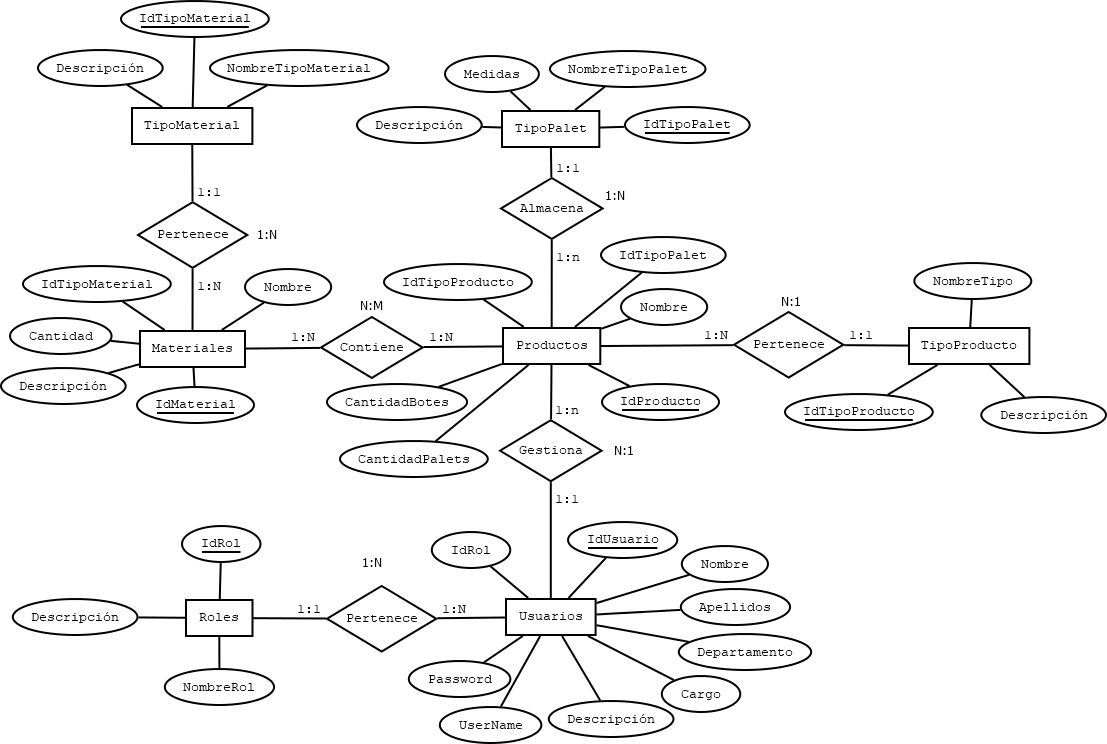 IdTipoMaterial
Descripción
NombreTipoMaterial
TipoMaterial
1:1
Pertenece
1:N
1:N
IdTipoMaterial
Nombre
Cantidad
Materiales
Descripción
IdMaterial
Medidas
NombreTipoPalet
Descripción
TipoPalet
IdTipoPalet
1:1
1:N
Almacena
1:n
IdTipoProducto
IdTipoPalet
Nombre
N:M
1:N
Contiene
1:N
Productos
CantidadBotes
IdProducto
CantidadPalets
N:1
1:N
Pertenece
1:1
NombreTipo
TipoProducto
IdTipoProducto
Descripción
1:n
Gestiona
N:1
1:1
IdRol
Descripción
Roles
NombreRol
1:N
1:1
Pertenece
1:N
IdRol
IdUsuario
Nombre
Usuarios
Apellidos
Departamento
Password
Cargo
UserName
Descripción